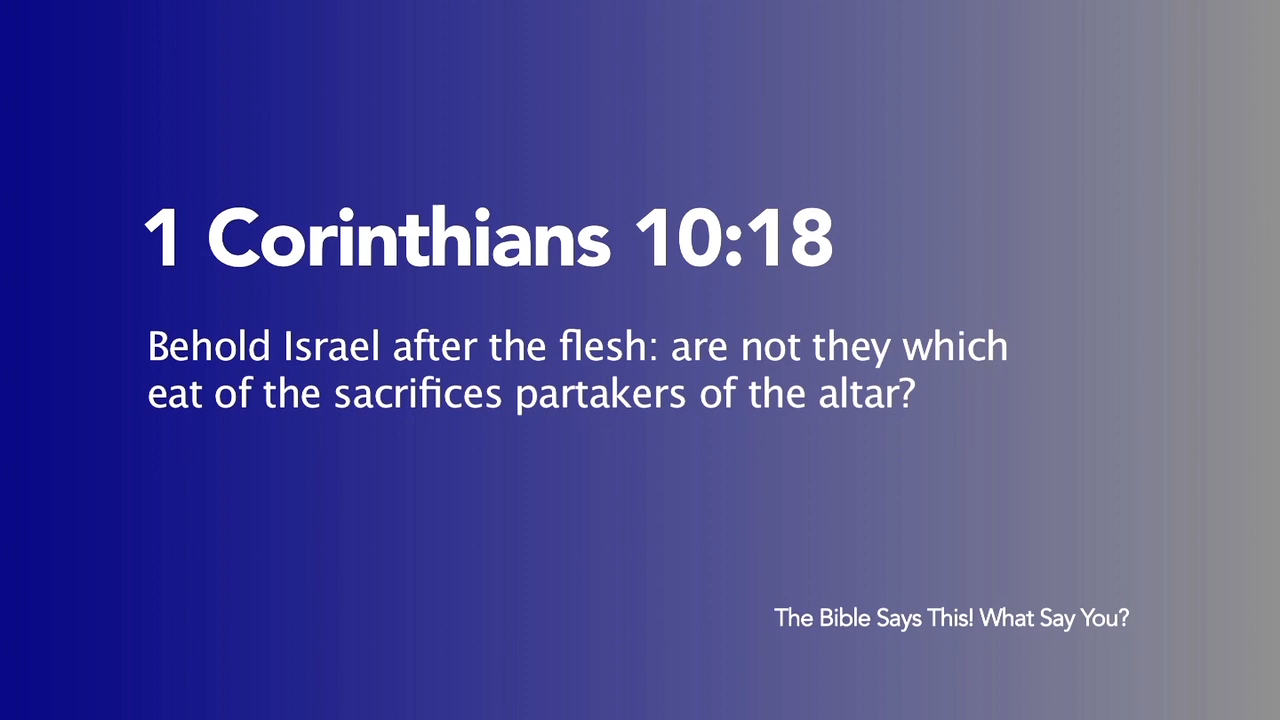 1 Corinthians 10:18
Behold Israel after the flesh: are not they which
eat of the sacrifices partakers of the altar?
The Bible Says This! What Say You?